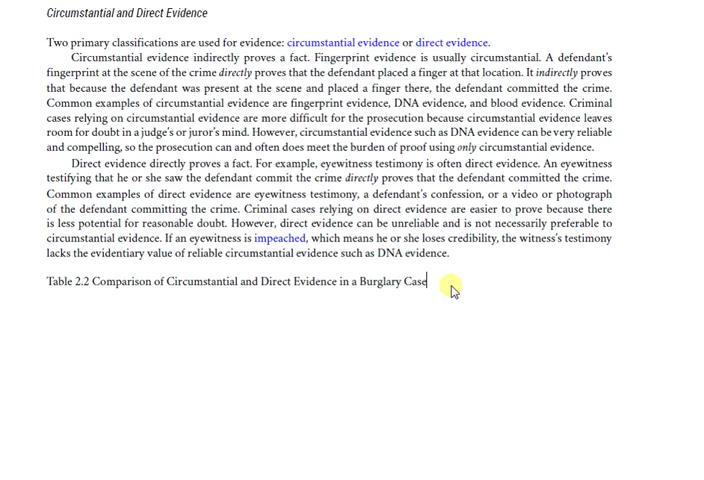 Circumstantial and Direct Evidence
Two primary classifications are used for evidence: circumstantial evidence or direct evidence.
Circumstantial evidence indirectly proves a fact. Fingerprint evidence is usually circumstantial. A defendant's
fingerprint at the scene of the crime directly proves that the defendant placed a finger at that location. It indirectly proves
that because the defendant was present at the scene and placed a finger there, the defendant committed the crime.
Common examples of circumstantial evidence are fingerprint evidence, DNA evidence, and blood evidence. Criminal
cases relying on circumstantial evidence are more difficult for the prosecution because circumstantial evidence leaves
room for doubt in a judge's or juror's mind. However, circumstantial evidence such as DNA evidence can be very reliable
and compelling, so the prosecution can and often does meet the burden of proof using only circumstantial evidence.
Direct evidence directly proves a fact. For example, eyewitness testimony is often direct evidence. An eyewitness
testifying that he or she saw the defendant commit the crime directly proves that the defendant committed the crime.
Common examples of direct evidence are eyewitness testimony, a defendant's confession, or a video or photograph
of the defendant committing the crime. Criminal cases relying on direct evidence are easier to prove because there
is less potential for reasonable doubt. However, direct evidence can be unreliable and is not necessarily preferable to
circumstantial evidence. If an eyewitness is impeached, which means he or she loses credibility, the witness's testimony
lacks the evidentiary value of reliable circumstantial evidence such as DNA evidence.
Table 2.2 Comparison of Circumstantial and Direct Evidence in a Burglary Case